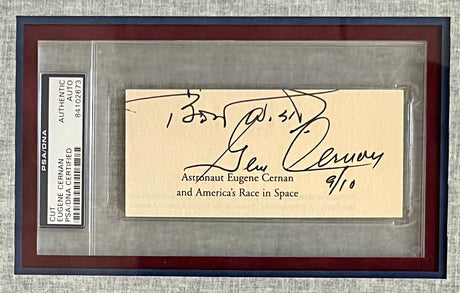 PSA/DNA
CUT
EUGENE CERNAN
PSA/DNA CERTIFIED
AUTHENTIC
AUTO
84102673
Best Wishes
Gene Cernan
9/10
Astronaut Eugene Cernan
and America's Race in Space